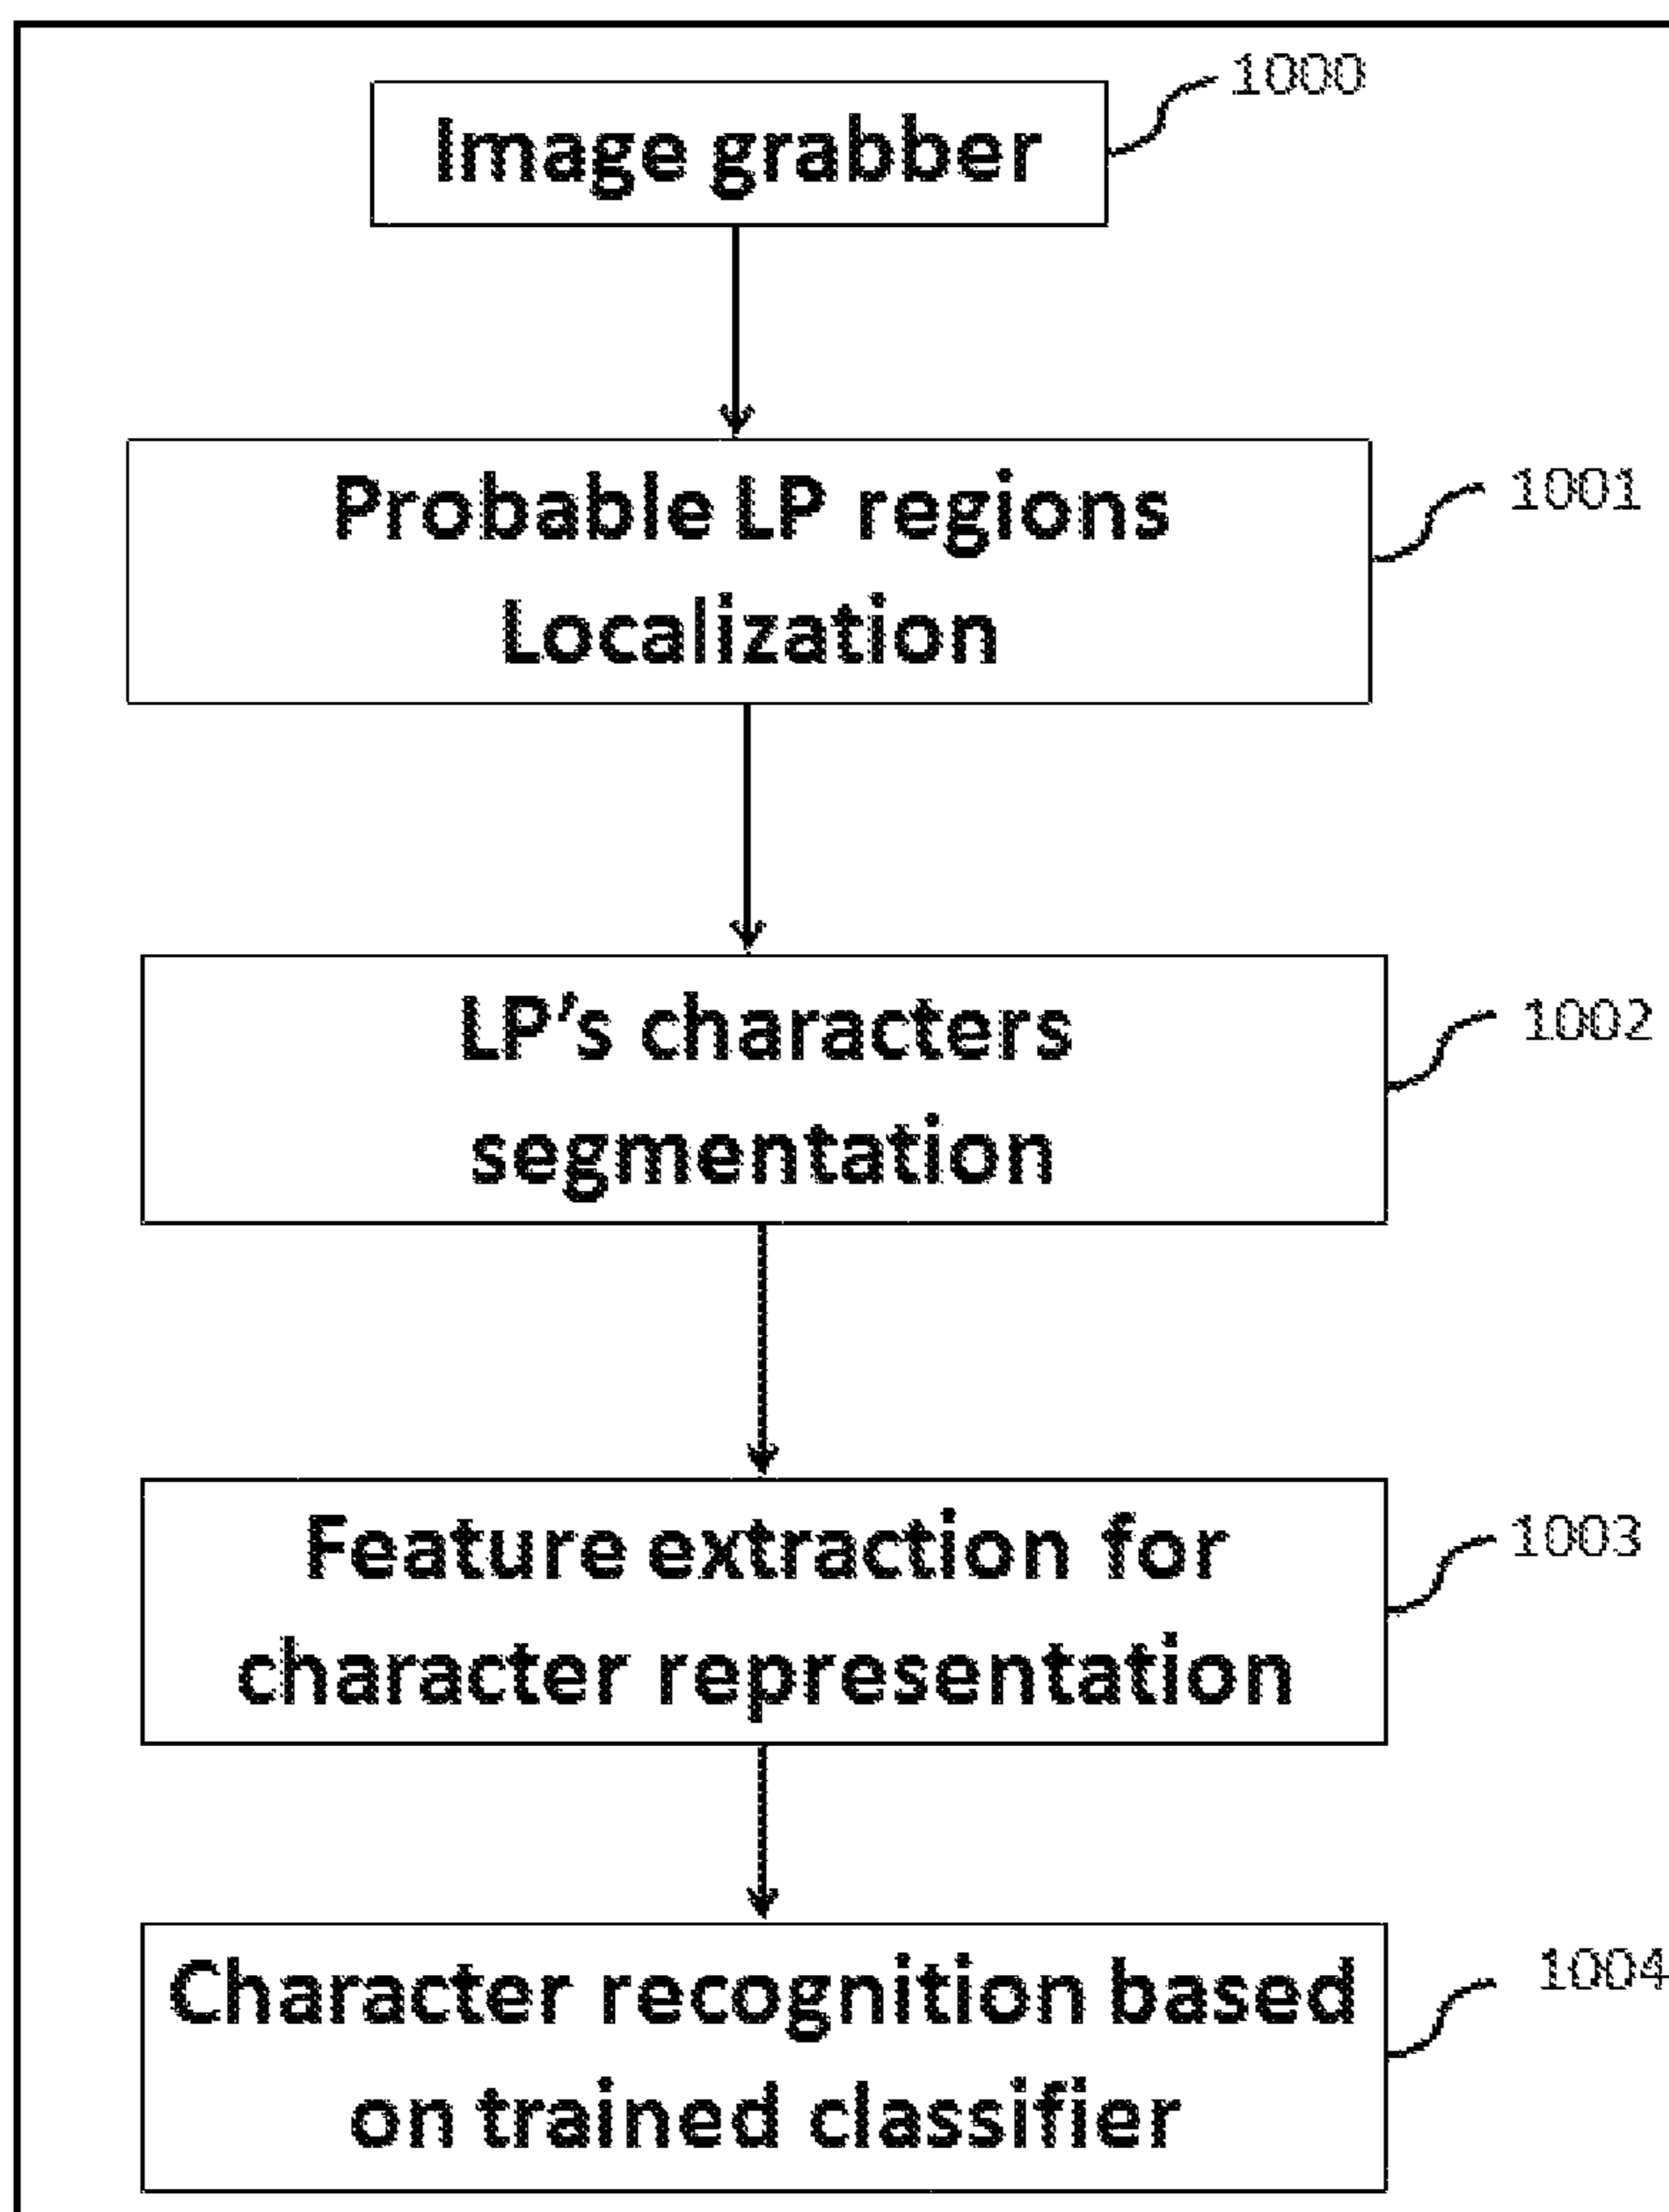 Image grabber
1000
Probable LP regions
Localization
1001
LP's characters
segmentation
1002
Feature extraction for
character representation
1003
Character recognition based
on trained classifier
1004